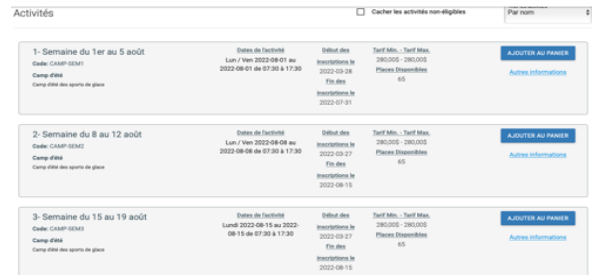 Activités
Cacher les activités non-éligibles
Par nom
1- Semaine du 1er au 5 août
Code: CAMP-SEM1
Camp d'été
Camp d'été des sports de glace
Dates de l'activité
Lun / Ven 2022-08-01 au
2022-08-01 de 07:30 à 17:30
Début des
Inscriptions le
2022-03-28
Fin des
Inscriptions le
2022-07-31
Tarif Min. - Tarif Max.
280,00$ - 280,00$
Places Disponibles
65
AJOUTER AU PANIER
Autres informations
2- Semaine du 8 au 12 août
Code: CAMP-SEM2
Camp d'été
Camp d'été des sports de glace
Dates de l'activité
Lun / Ven 2022-08-08 au
2022-08-08 de 07:30 à 17:30
Début des
Inscriptions le
2022-03-27
Fin des
Inscriptions le
2022-08-15
Tarif Min. - Tarif Max.
280,00$ - 280,00$
Places Disponibles
65
AJOUTER AU PANIER
Autres informations
3- Semaine du 15 au 19 août
Code: CAMP-SEM3
Camp d'été
Camp d'été des sports de glace
Dates de l'activité
Lundi 2022-08-15 au 2022-
08-15 de 07:30 à 17:30
Début des
Inscriptions le
2022-03-27
Fin des
Inscriptions le
2022-08-15
Tarif Min. - Tarif Max.
280,00$ - 280,00$
Places Disponibles
65
AJOUTER AU PANIER
Autres informations